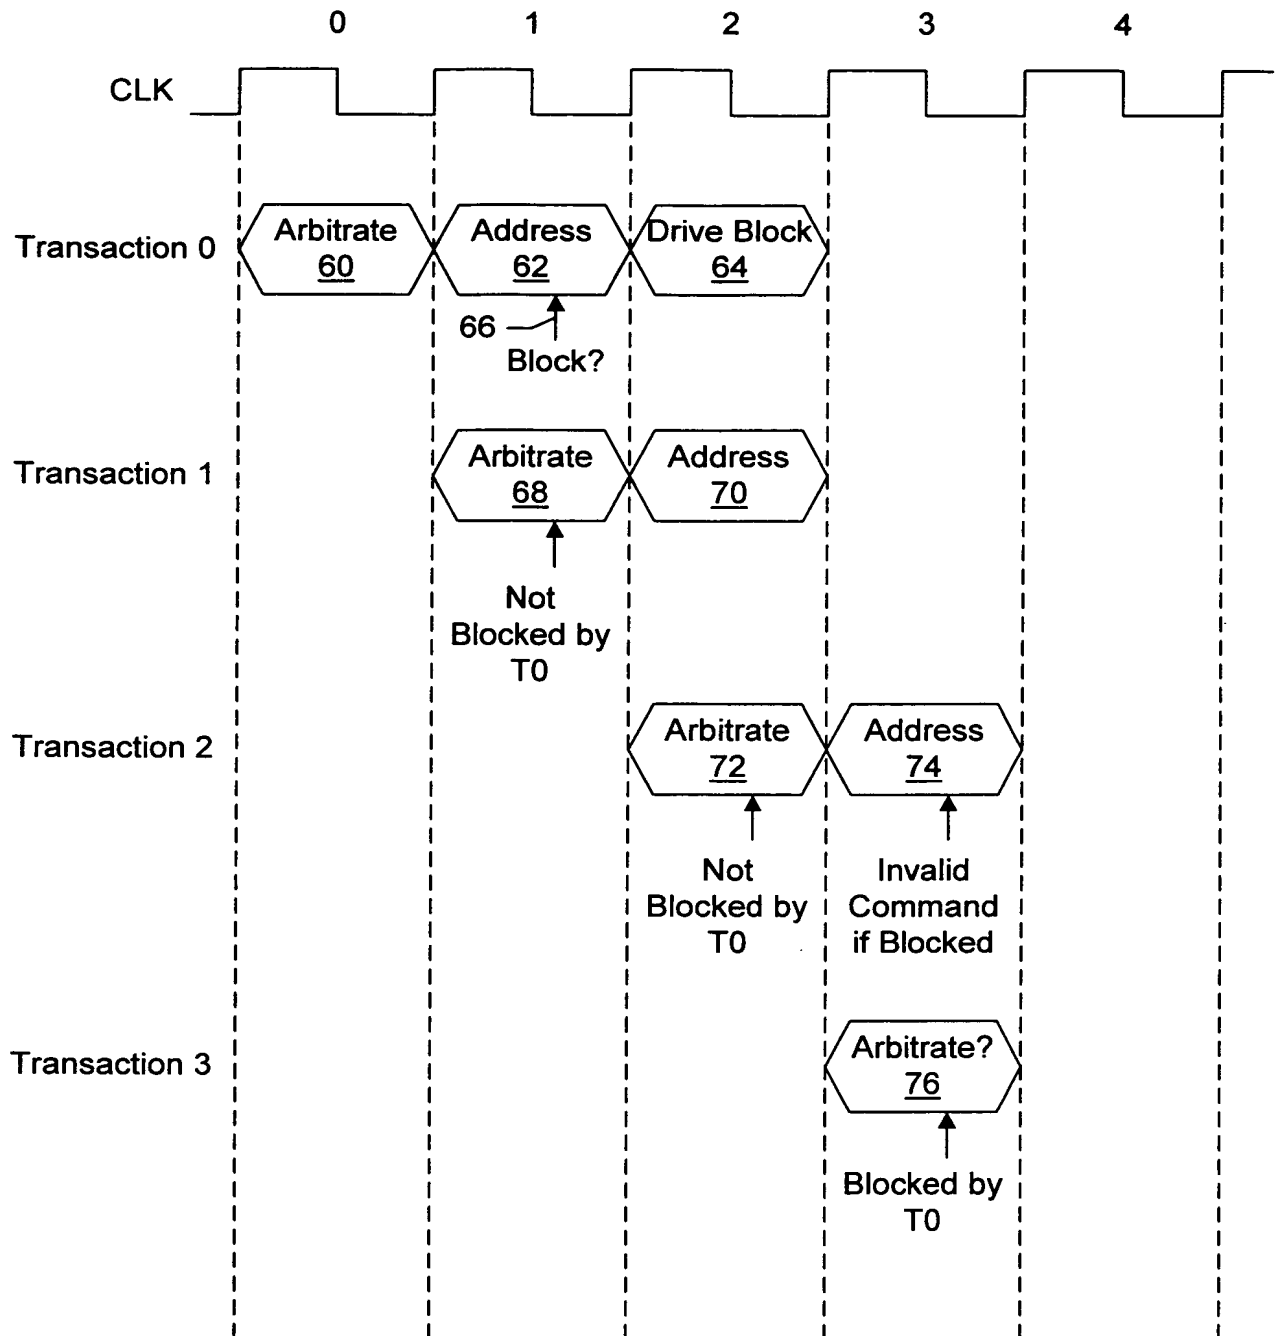 0 1 2 3 4
CLK
Transaction 0
Arbitrate
60
Address
62
Drive Block
64
66
Block?
Transaction 1
Arbitrate
68
Address
70
Not
Blocked by
T0
Transaction 2
Arbitrate
72
Address
74
Not
Blocked by
T0
Invalid
Command
if Blocked
Transaction 3
Arbitrate?
76
Blocked by
T0